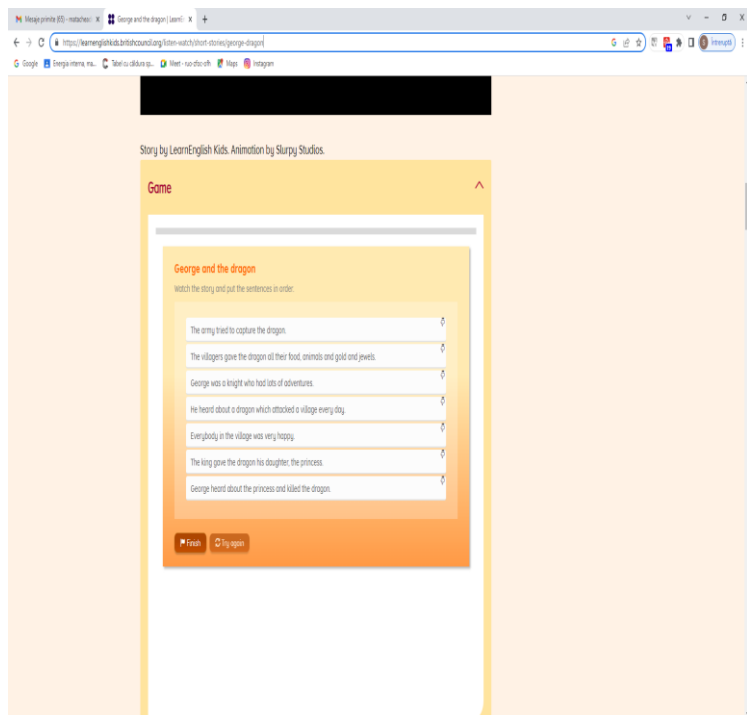 Mesaje primite (65) - matacheal
George and the dragon | LearnE
https://learnenglishkids.britishcouncil.org/listen-watch/short-stories/george-dragon
Întreruptă
Google
Energia interna, ma...
Tabel cu căldura sp...
Meet - ruo-zfso-sfh
Maps
Instagram
Story by LearnEnglish Kids. Animation by Slurpy Studios.
Game
George and the dragon
Watch the story and put the sentences in order.
The army tried to capture the dragon.
The villagers gave the dragon all their food, animals and gold and jewels.
George was a knight who had lots of adventures.
He heard about a dragon which attacked a village every day.
Everybody in the village was very happy.
The king gave the dragon his daughter, the princess.
George heard about the princess and killed the dragon.
Finish
Try again